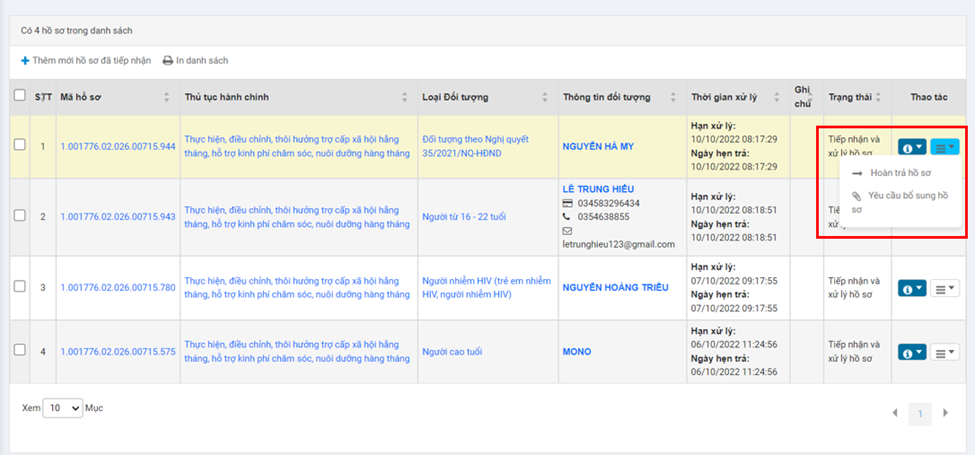 Có 4 hồ sơ trong danh sách
Thêm mới hồ sơ đã tiếp nhận In danh sách
STT Mã hồ sơ Thủ tục hành chính Loại Đối tượng Thông tin đối tượng Thời gian xử lý Ghi chú Trạng thái Thao tác
1 1.001776.02.026.00715.944
Thực hiện, điều chỉnh, thôi hưởng trợ cấp xã hội hằng
tháng, hỗ trợ kinh phí chăm sóc, nuôi dưỡng hàng tháng
Đối tượng theo Nghị quyết
35/2021/NQ-HĐND
NGUYỄN HÀ MY
Hạn xử lý:
10/10/2022 08:17:29
Ngày hẹn trả:
10/10/2022 08:17:29
Tiếp nhận và
xử lý hồ sơ
Hoàn trả hồ sơ
Yêu cầu bổ sung hồ
sơ
2 1.001776.02.026.00715.943
Thực hiện, điều chỉnh, thôi hưởng trợ cấp xã hội hằng
tháng, hỗ trợ kinh phí chăm sóc, nuôi dưỡng hàng tháng
Người từ 16 - 22 tuổi
LÊ TRUNG HIẾU
034583296434
0354638855
letrunghieu123@gmail.com
Hạn xử lý:
10/10/2022 08:18:51
Ngày hẹn trả:
10/10/2022 08:18:51
3 1.001776.02.026.00715.780
Thực hiện, điều chỉnh, thôi hưởng trợ cấp xã hội hằng
tháng, hỗ trợ kinh phí chăm sóc, nuôi dưỡng hàng tháng
Người nhiễm HIV (trẻ em nhiễm
HIV, người nhiễm HIV)
NGUYỄN HOÀNG TRIỀU
Hạn xử lý:
07/10/2022 09:17:55
Ngày hẹn trả:
07/10/2022 09:17:55
Tiếp nhận và
xử lý hồ sơ
4 1.001776.02.026.00715.575
Thực hiện, điều chỉnh, thôi hưởng trợ cấp xã hội hằng
tháng, hỗ trợ kinh phí chăm sóc, nuôi dưỡng hàng tháng
Người cao tuổi
MONO
Hạn xử lý:
06/10/2022 11:24:56
Ngày hẹn trả:
06/10/2022 11:24:56
Tiếp nhận và
xử lý hồ sơ
Xem 10 Mục
1